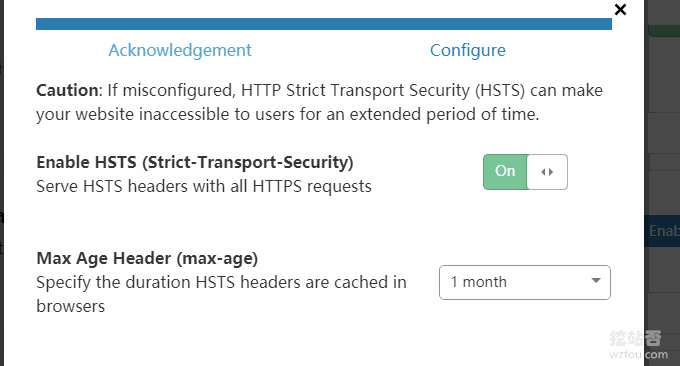 Acknowledgement
Configure
Caution: If misconfigured, HTTP Strict Transport Security (HSTS) can make
your website inaccessible to users for an extended period of time.
Enable HSTS (Strict-Transport-Security)
On
Serve HSTS headers with all HTTPS requests
Enab
Max Age Header (max-age)
Specify the duration HSTS headers are cached in
browsers
1 month
挖站否
wzfou.com